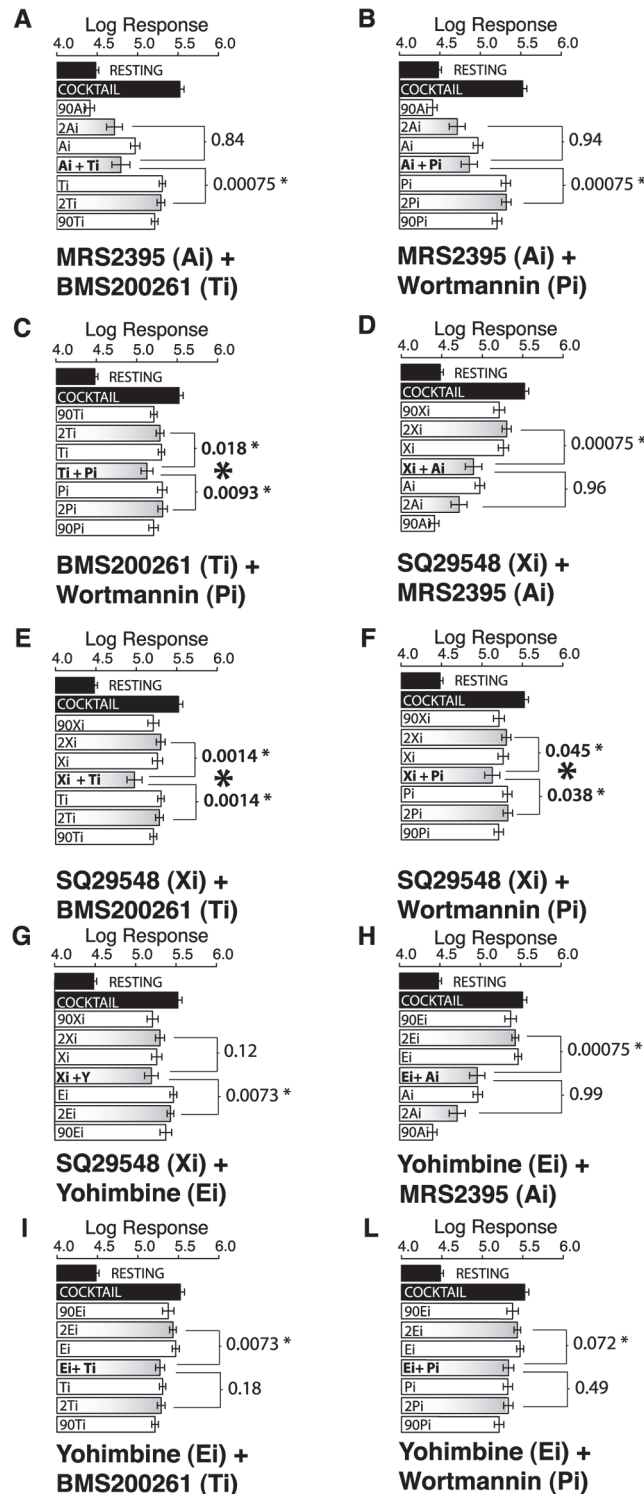 A
Log Response
4.0 4.5 5.0 5.5 6.0
RESTING
COCKTAIL
90Ai
2Ai
Ai
Ai + Ti
Ti
2Ti
90Ti
0.84
0.00075 *
MRS2395 (Ai) +
BMS200261 (Ti)
B
Log Response
4.0 4.5 5.0 5.5 6.0
RESTING
COCKTAIL
90Ai
2Ai
Ai
Ai + Pi
Pi
2Pi
90Pi
0.94
0.00075 *
MRS2395 (Ai) +
Wortmannin (Pi)
C
Log Response
4.0 4.5 5.0 5.5 6.0
RESTING
COCKTAIL
90Ti
2Ti
Ti
Ti + Pi
Pi
2Pi
90Pi
0.018 *
*
0.0093 *
BMS200261 (Ti) +
Wortmannin (Pi)
D
Log Response
4.0 4.5 5.0 5.5 6.0
RESTING
COCKTAIL
90Xi
2Xi
Xi
Xi + Ai
Ai
2Ai
90Ai
0.00075 *
0.96
SQ29548 (Xi) +
MRS2395 (Ai)
E
Log Response
4.0 4.5 5.0 5.5 6.0
RESTING
COCKTAIL
90Xi
2Xi
Xi
Xi + Ti
Ti
2Ti
90Ti
0.0014 *
*
0.0014 *
SQ29548 (Xi) +
BMS200261 (Ti)
F
Log Response
4.0 4.5 5.0 5.5 6.0
RESTING
COCKTAIL
90Xi
2Xi
Xi
Xi + Pi
Pi
2Pi
90Pi
0.045 *
*
0.038 *
SQ29548 (Xi) +
Wortmannin (Pi)
G
Log Response
4.0 4.5 5.0 5.5 6.0
RESTING
COCKTAIL
90Xi
2Xi
Xi
Xi +Y
Ei
2Ei
90Ei
0.12
0.0073 *
SQ29548 (Xi) +
Yohimbine (Ei)
H
Log Response
4.0 4.5 5.0 5.5 6.0
RESTING
COCKTAIL
90Ei
2Ei
Ei
Ei+ Ai
Ai
2Ai
90Ai
0.00075 *
0.99
Yohimbine (Ei) +
MRS2395 (Ai)
I
Log Response
4.0 4.5 5.0 5.5 6.0
RESTING
COCKTAIL
90Ei
2Ei
Ei
Ei+ Ti
Ti
2Ti
90Ti
0.0073 *
0.18
Yohimbine (Ei) +
BMS200261 (Ti)
L
Log Response
4.0 4.5 5.0 5.5 6.0
RESTING
COCKTAIL
90Ei
2Ei
Ei
Ei+ Pi
Pi
2Pi
90Pi
0.072 *
0.49
Yohimbine (Ei) +
Wortmannin (Pi)